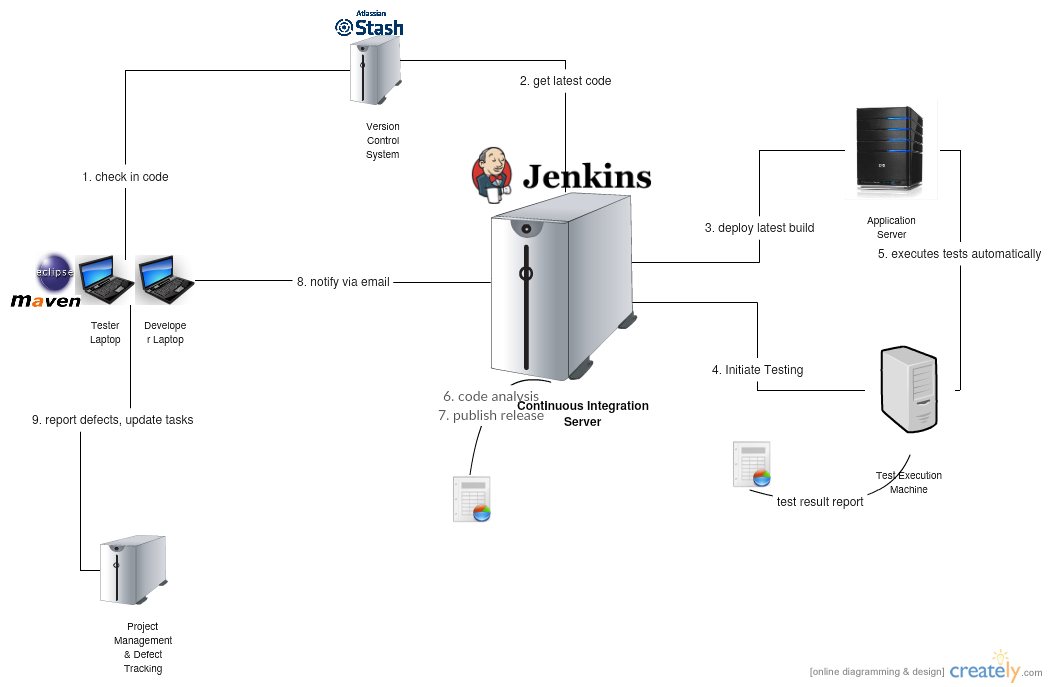 Atlassian
Stash
2. get latest code
Version
Control
System
Jenkins
1. check in code
Application
Server
3. deploy latest build
5. executes tests automatically
eclipse
maven
8. notify via email
Tester
Laptop
Develope
r Laptop
4. Initiate Testing
6. code analysis
7. publish release
Continuous Integration
Server
9. report defects, update tasks
Test Execution
Machine
test result report
Project
Management
& Defect
Tracking
[online diagramming & design] creately.com